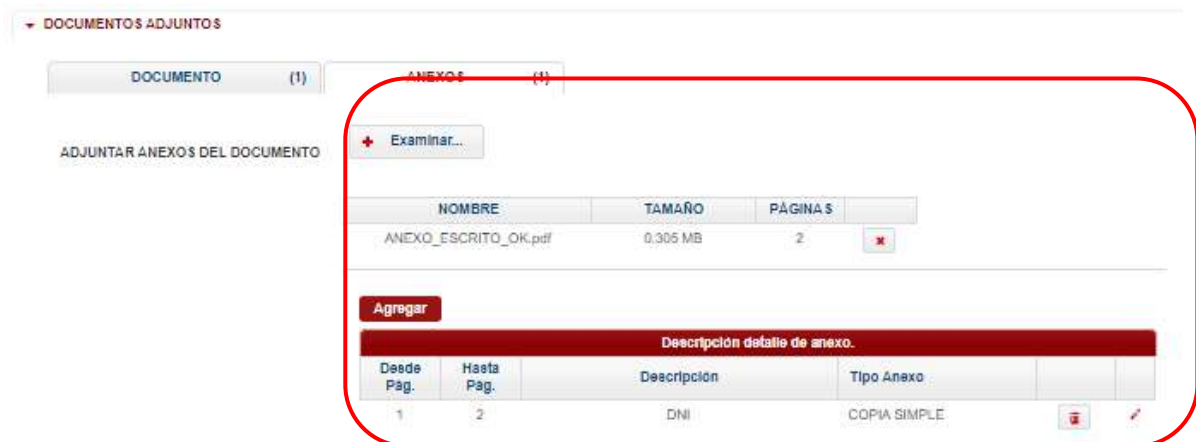 DOCUMENTOS ADJUNTOS
DOCUMENTO (1) ANEXOS (1)
ADJUNTAR ANEXOS DEL DOCUMENTO Examinar...
NOMBRE TAMAÑO PÁGINAS
ANEXO_ESCRITO_OK.pdf 0.305 MB 2
Agregar
Descripción detalle de anexo.
Desde Pág. Hasta Pág. Descripción Tipo Anexo
1 2 DNI COPIA SIMPLE